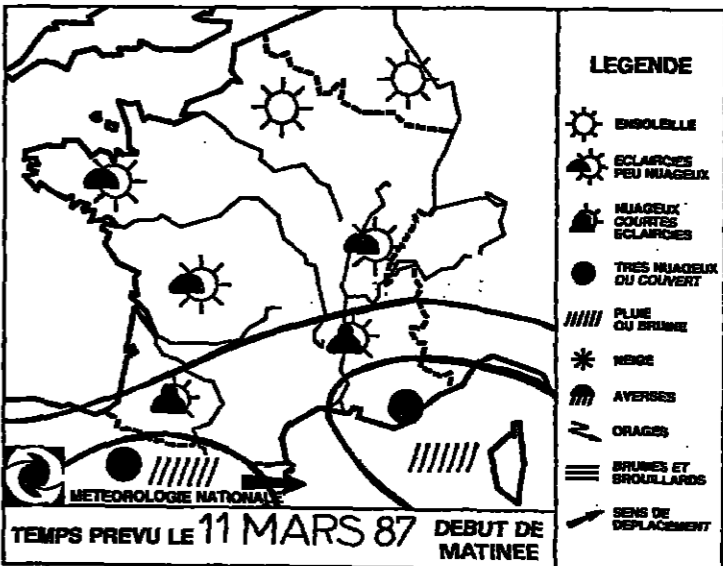 METEOROLOGIE NATIONALE
TEMPS PREVU LE 11 MARS 87 DEBUT DE
MATINEE
LEGENDE
ENSOLEILLE
ECLAIRCIES
PEU NUAGEUX
NUAGEUX
COURTES
ECLAIRCIES
TRES NUAGEUX
OU COUVERT
PLUIE
OU BRUINE
NEIGE
AVERSES
ORAGES
BRUMES ET
BROUILLARDS
SENS DE
DEPLACEMENT